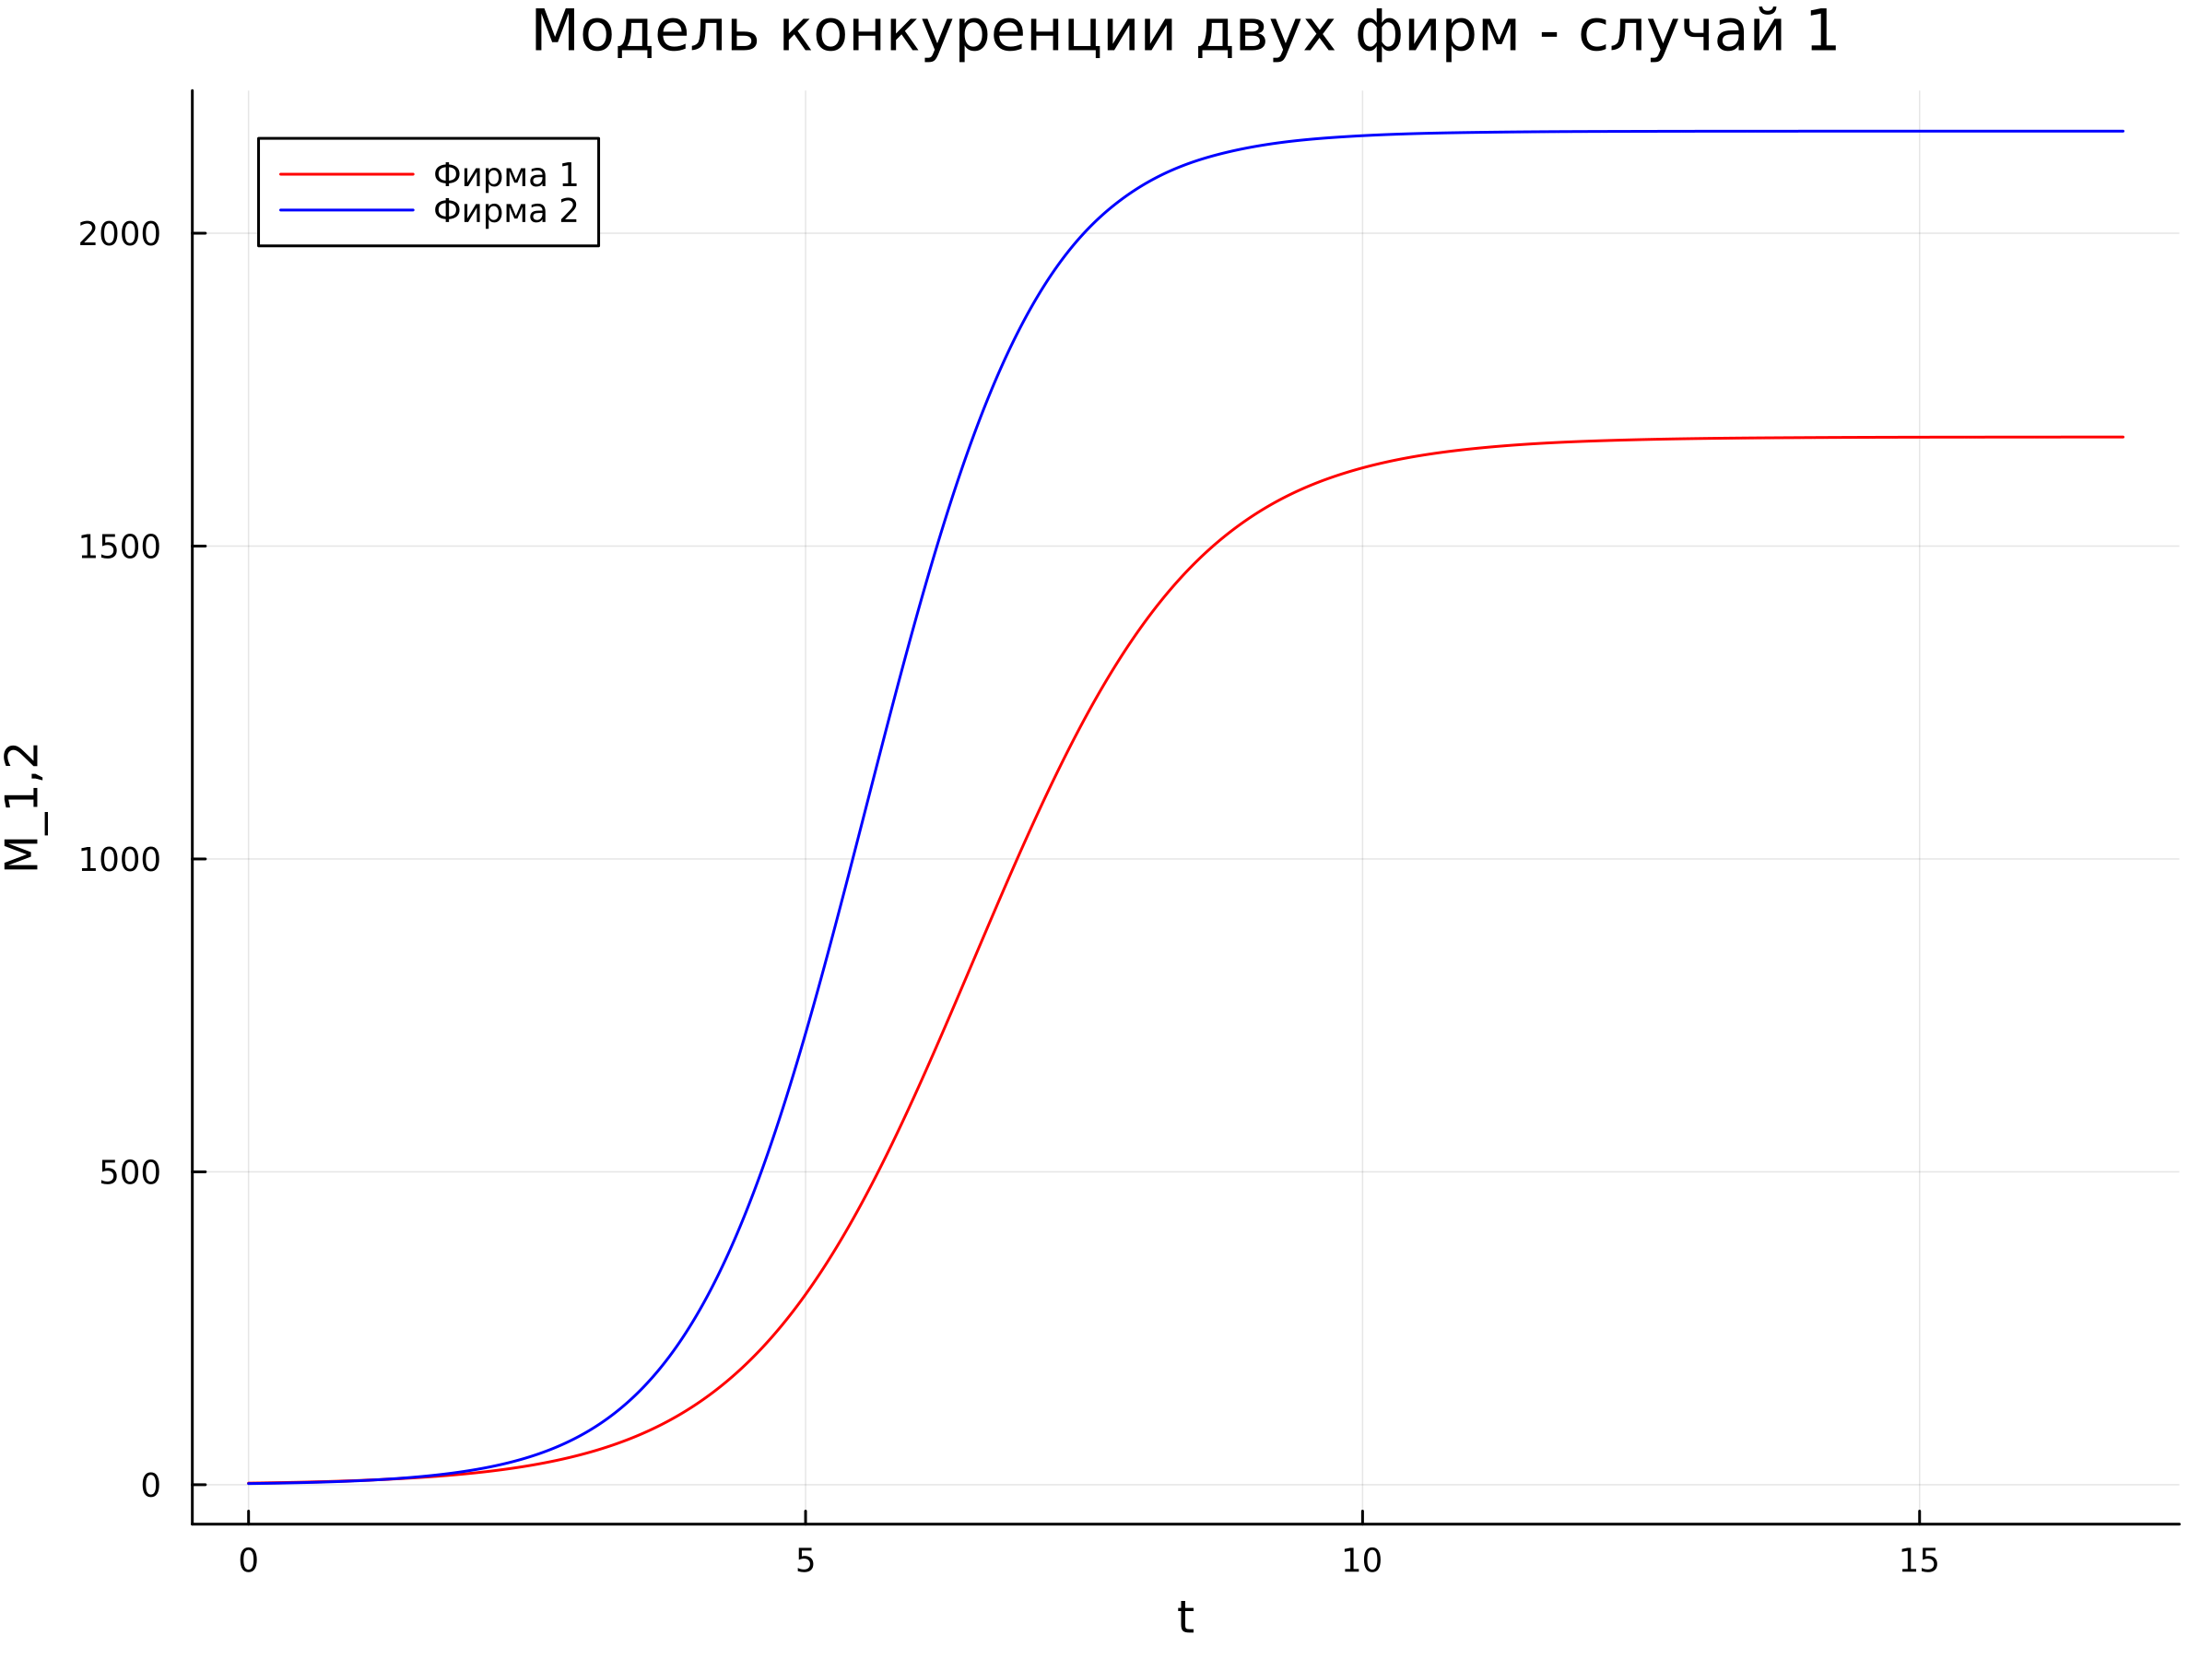 Модель конкуренции двух фирм - случай 1
Фирма 1
Фирма 2
2000
1500
1000
500
0
M_1,2
0 5 10 15
t